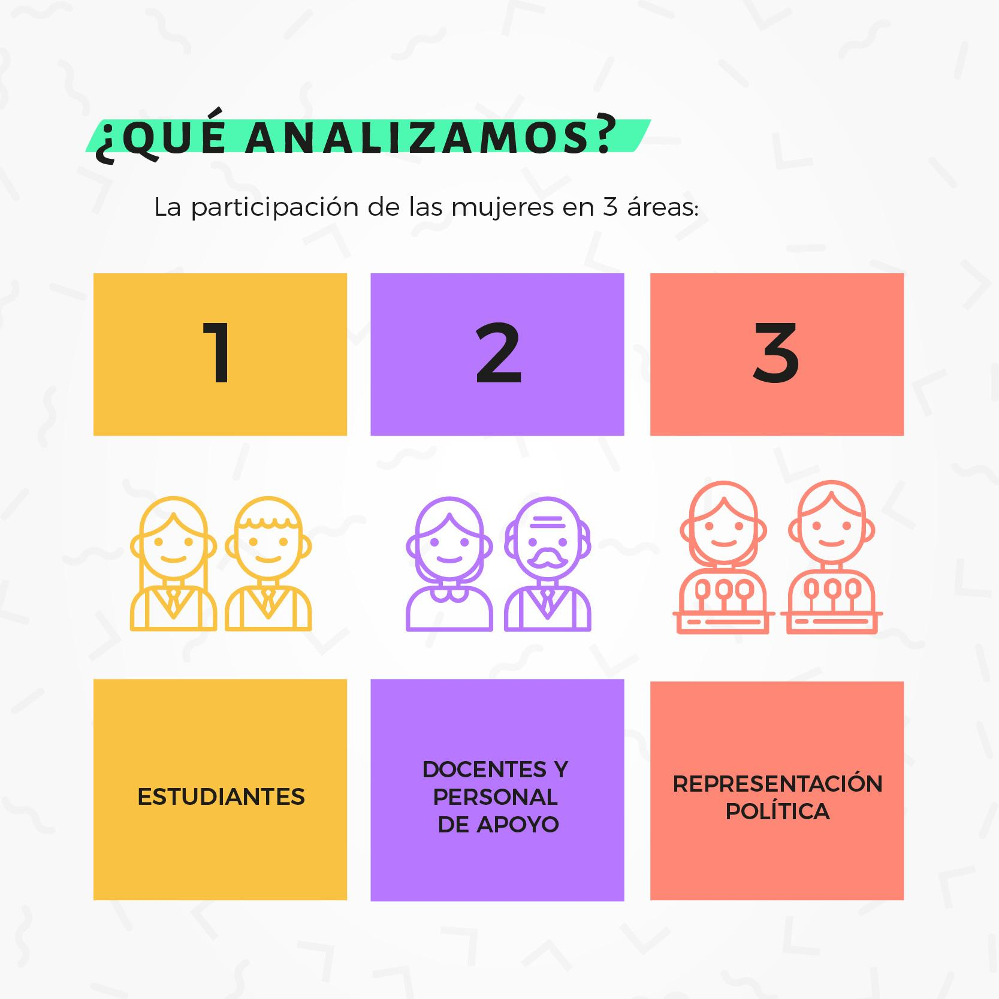 ¿QUÉ ANALIZAMOS?
La participación de las mujeres en 3 áreas:
1
2
3
ESTUDIANTES
DOCENTES Y
PERSONAL
DE APOYO
REPRESENTACIÓN
POLÍTICA